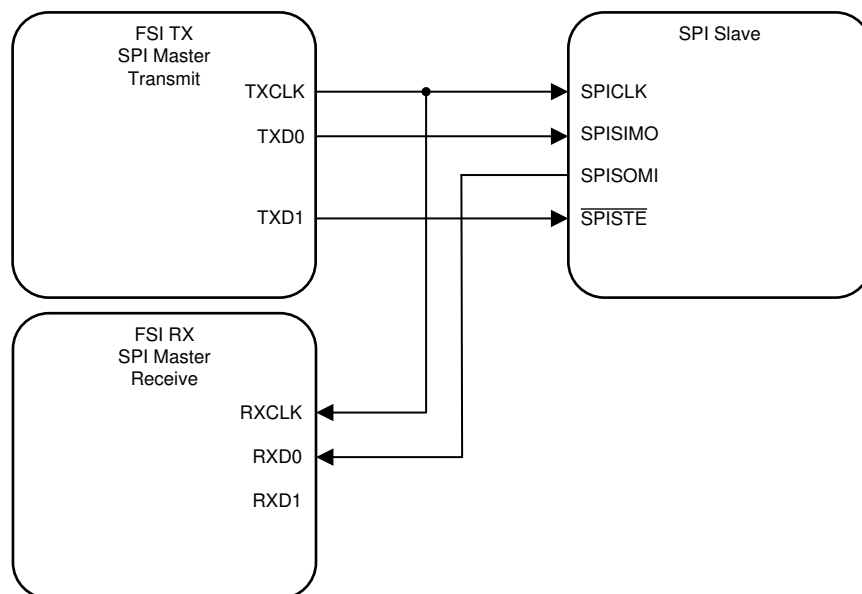 FSI TX
SPI Master
Transmit
TXCLK
TXD0
TXD1
SPI Slave
SPICLK
SPISIMO
SPISOMI
SPISTE
FSI RX
SPI Master
Receive
RXCLK
RXD0
RXD1